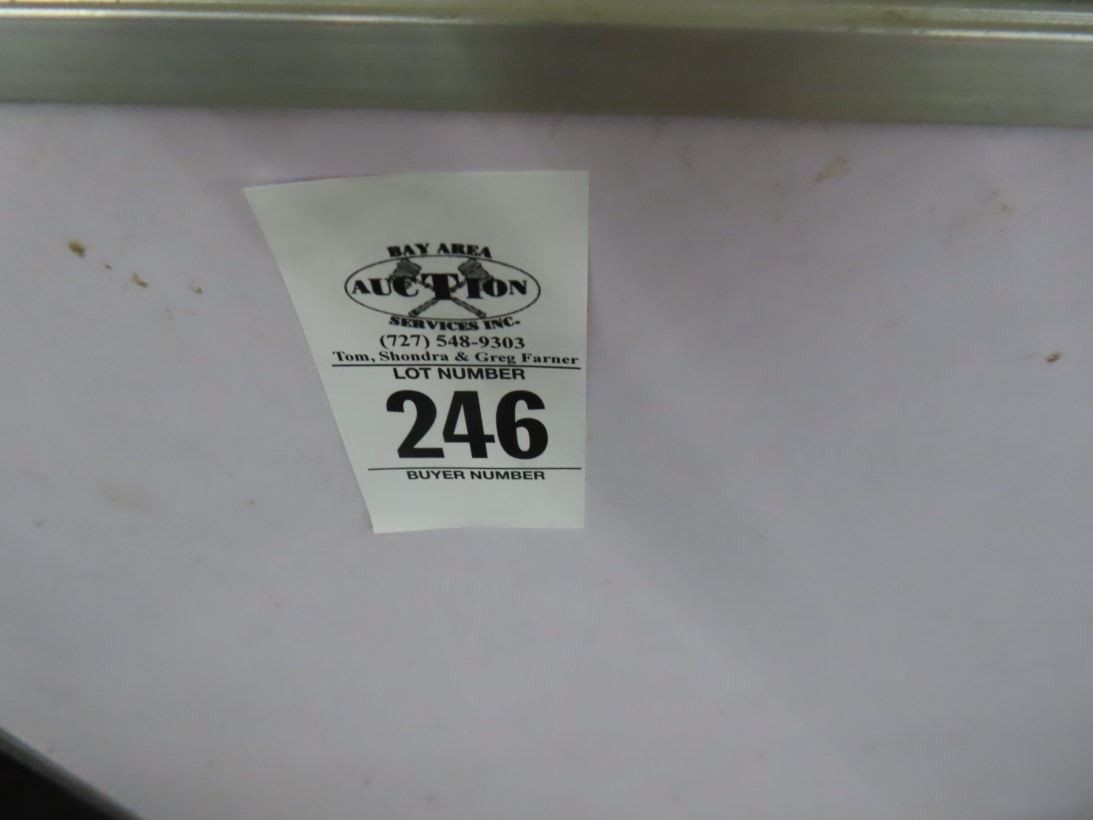 BAY AREA
AUCTION
SERVICES INC.
(727) 548-9303
Tom, Shondra & Greg Farner
LOT NUMBER
246
BUYER NUMBER